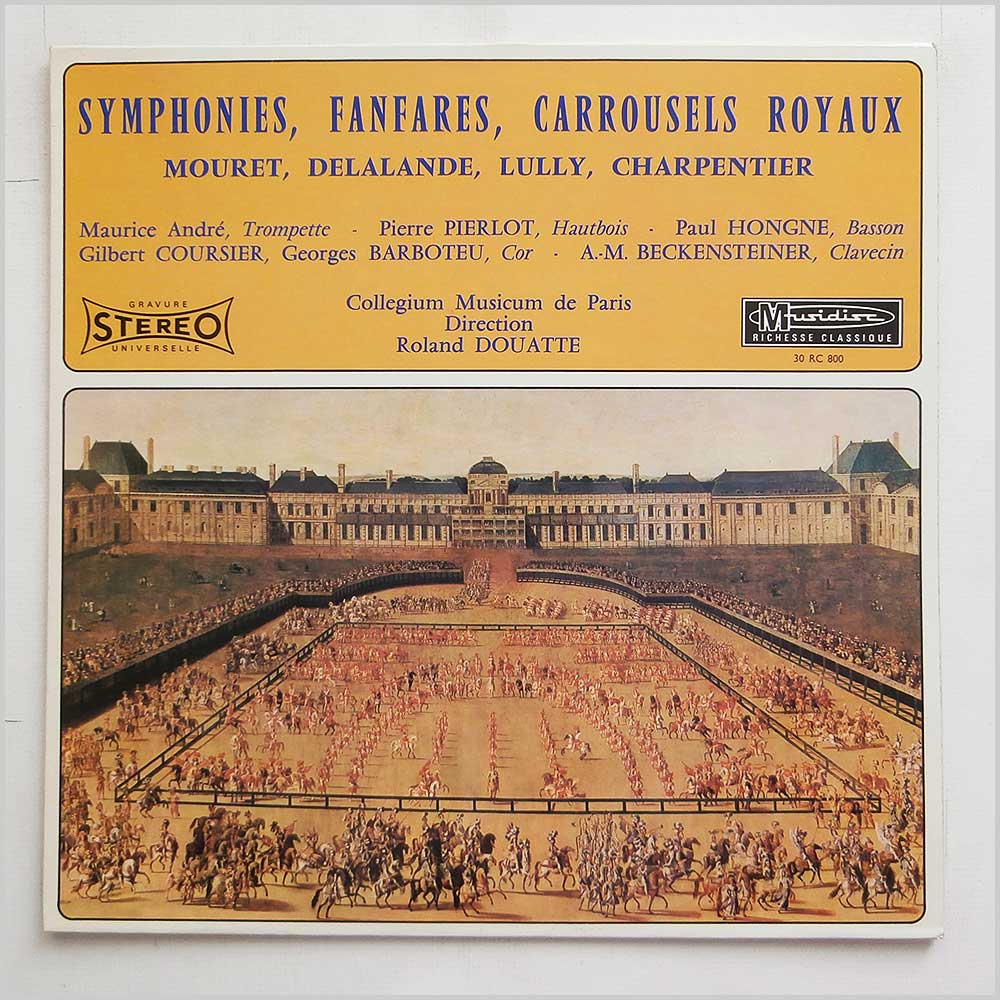 SYMPHONIES, FANFARES, CARROUSELS ROYAUX
MOURET, DELALANDE, LULLY, CHARPENTIER
Maurice André, Trompette - Pierre PIERLOT, Hautbois - Paul HONGNE, Basson
Gilbert COURSIER, Georges BARBOTEU, Cor - A.-M. BECKENSTEINER, Clavecin
GRAVURE
STEREO
UNIVERSELLE
Collegium Musicum de Paris
Direction
Roland DOUATTE
Musidisc
RICHESSE CLASSIQUE
30 RC 800